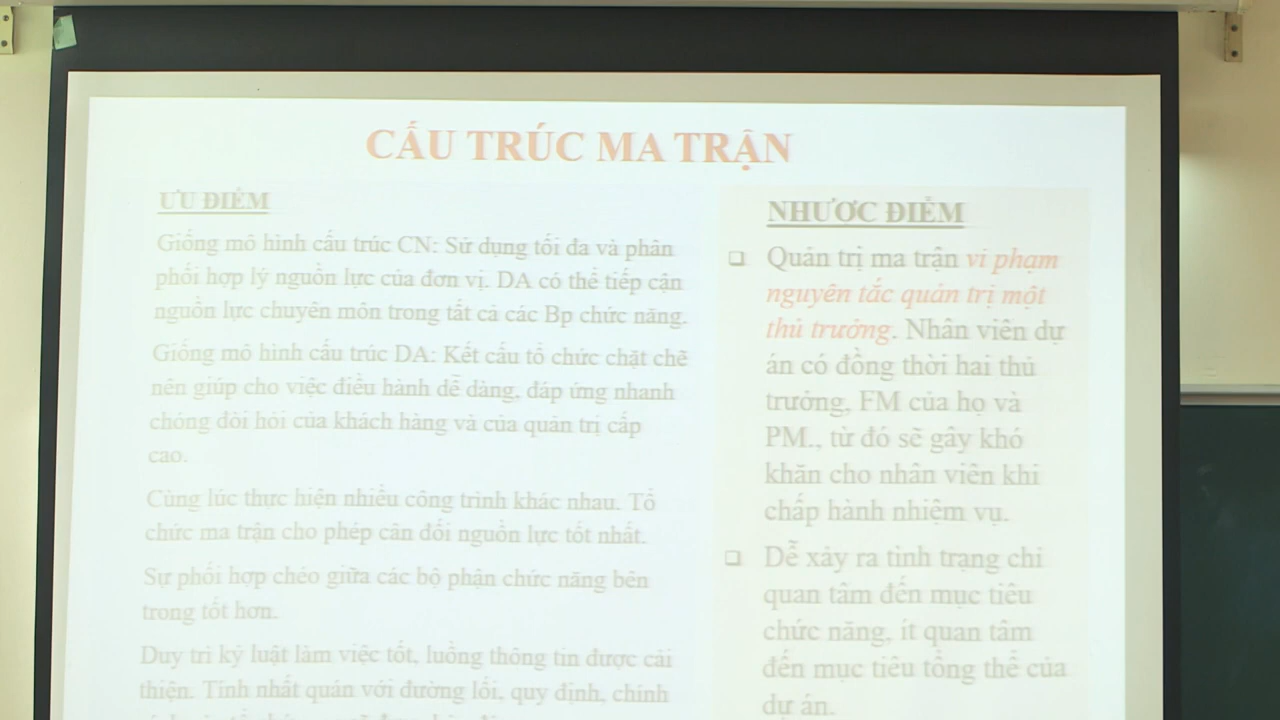 CẤU TRÚC MA TRẬN
ƯU ĐIỂM
Giống mô hình cấu trúc CN: Sử dụng tối đa và phân
phối hợp lý nguồn lực của đơn vị. DA có thể tiếp cận
nguồn lực chuyên môn trong tất cả các Bp chức năng.
Giống mô hình cấu trúc DA: Kết cấu tổ chức chặt chẽ
nên giúp cho việc điều hành dễ dàng, đáp ứng nhanh
chóng đòi hỏi của khách hàng và của quản trị cấp
cao.
Cùng lúc thực hiện nhiều công trình khác nhau. Tổ
chức ma trận cho phép cân đối nguồn lực tốt nhất.
Sự phối hợp chéo giữa các bộ phận chức năng bên
trong tốt hơn.
Duy trì kỷ luật làm việc tốt, luồng thông tin được cải
thiện. Tính nhất quán với đường lối, quy định, chính
NHƯỢC ĐIỂM
❑ Quản trị ma trận vi phạm
nguyên tắc quản trị một
thủ trưởng. Nhân viên dự
án có đồng thời hai thủ
trưởng, FM của họ và
PM., từ đó sẽ gây khó
khăn cho nhân viên khi
chấp hành nhiệm vụ.
❑ Dễ xảy ra tình trạng chỉ
quan tâm đến mục tiêu
chức năng, ít quan tâm
đến mục tiêu tổng thể của
dự án.